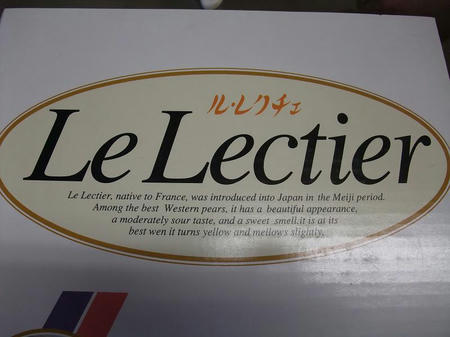 ル・レクチェ
Le Lectier
Le Lectier, native to France, was introduced into Japan in the Meiji period.
Among the best Western pears, it has a beautiful appearance,
a moderately sour taste, and a sweet .smell.it is at its
best wen it turns yellow and mellows slightly.